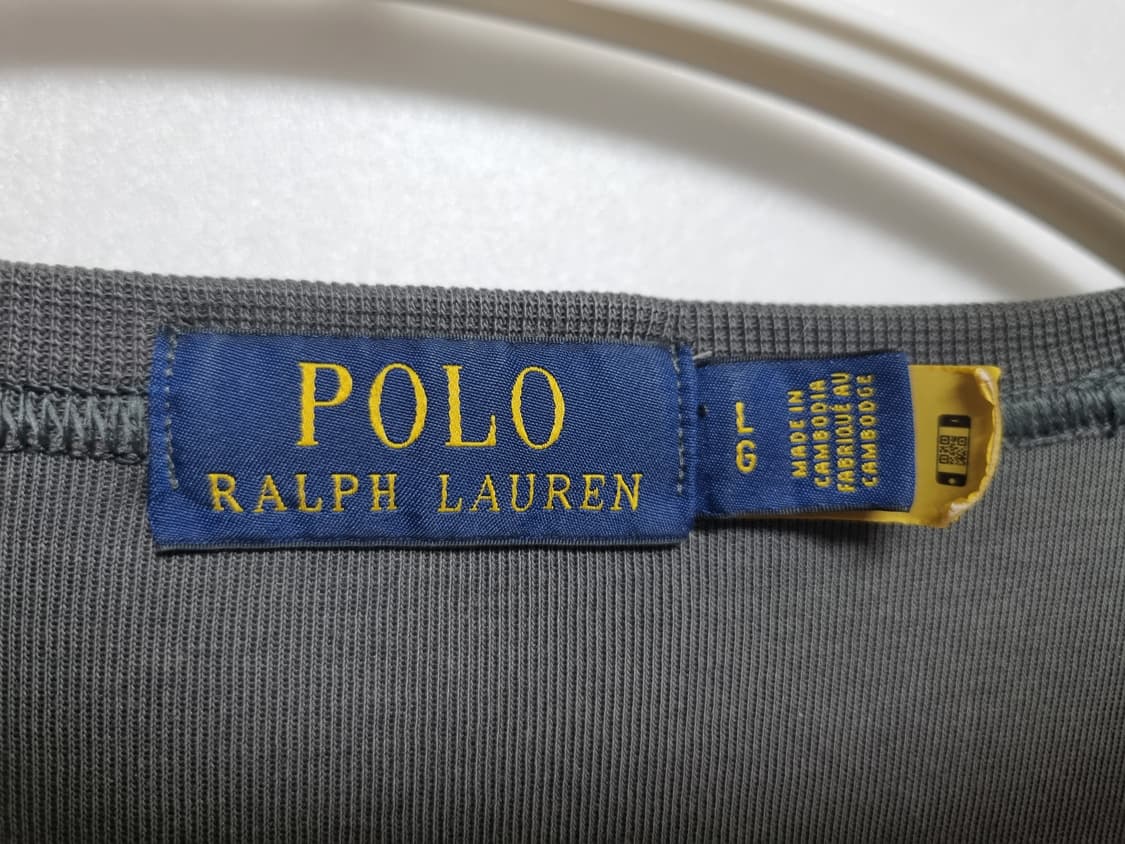 POLO
RALPH LAUREN
L
G
MADE IN
CAMBODIA
FABRIQUÉ AU
CAMBODGE